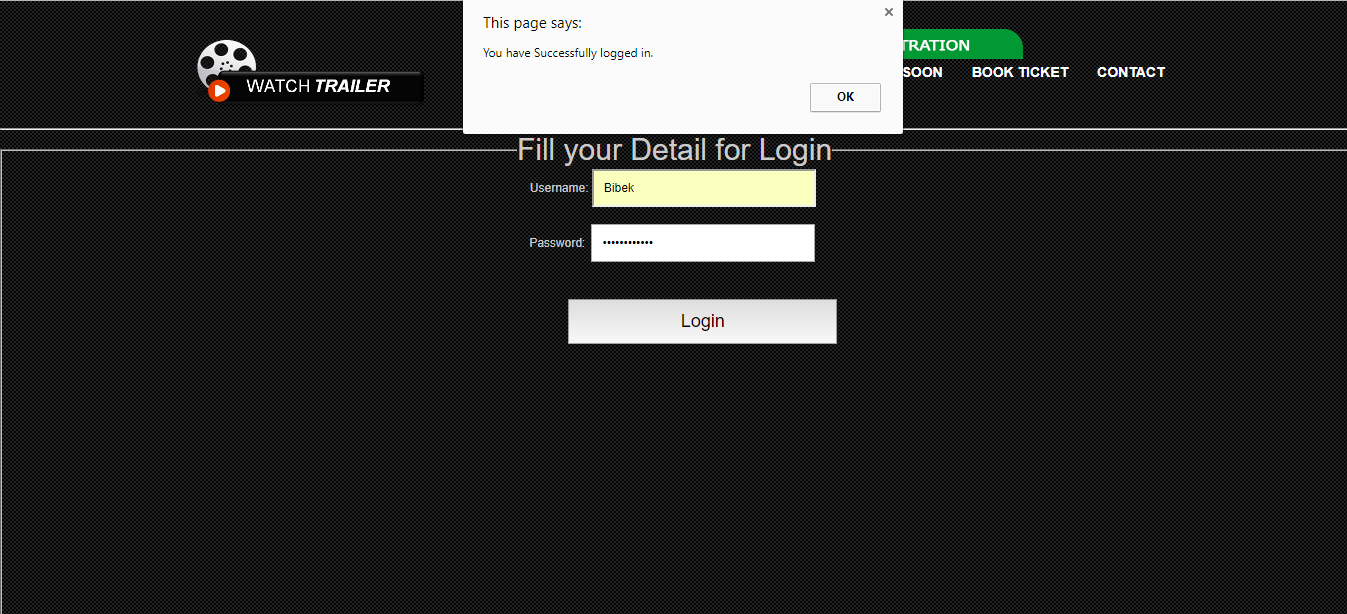 This page says:
You have Successfully logged in.
OK
WATCH TRAILER
TRATION
SOON
BOOK TICKET
CONTACT
Fill your Detail for Login
Username: Bibek
Password: ••••••••••••
Login